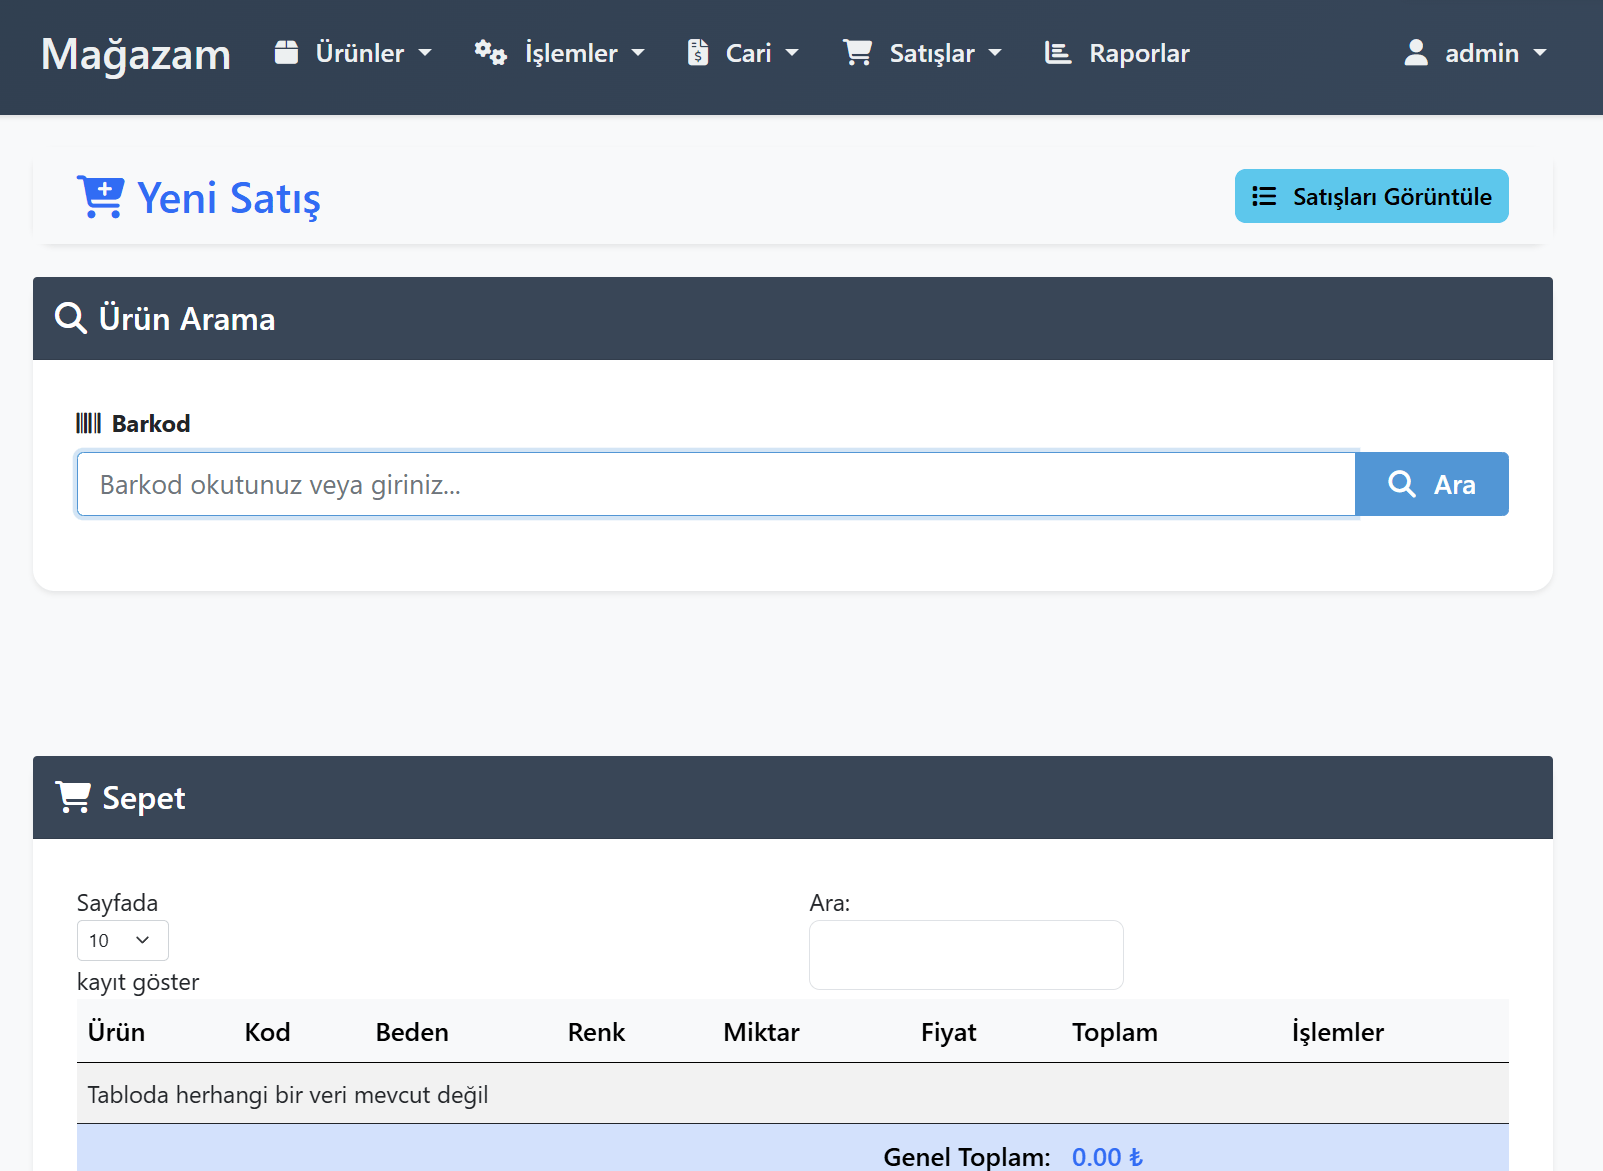 Mağazam Ürünler İşlemler Cari Satışlar Raporlar admin
Yeni Satış Satışları Görüntüle
Ürün Arama
Barkod
Barkod okutunuz veya giriniz... Ara
Sepet
Sayfada Ara:
10
kayıt göster
Ürün Kod Beden Renk Miktar Fiyat Toplam İşlemler
Tabloda herhangi bir veri mevcut değil
Genel Toplam: 0.00 ₺